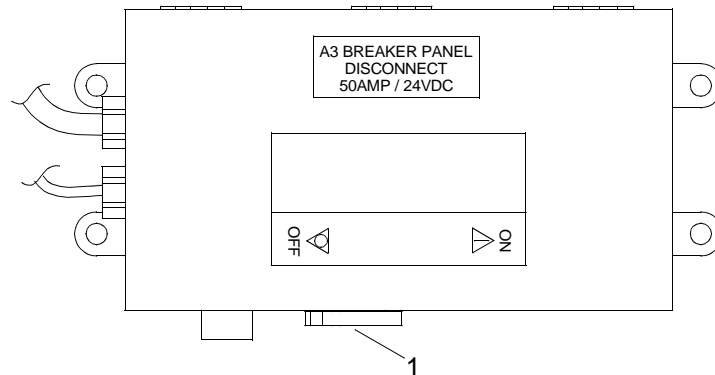 A3 BREAKER PANEL
DISCONNECT
50AMP / 24VDC
OFF
ON
1